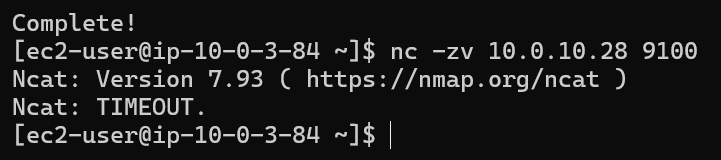 Complete!
[ec2-user@ip-10-0-3-84 ~]$ nc -zv 10.0.10.28 9100
Ncat: Version 7.93 ( https://nmap.org/ncat )
Ncat: TIMEOUT.
[ec2-user@ip-10-0-3-84 ~]$